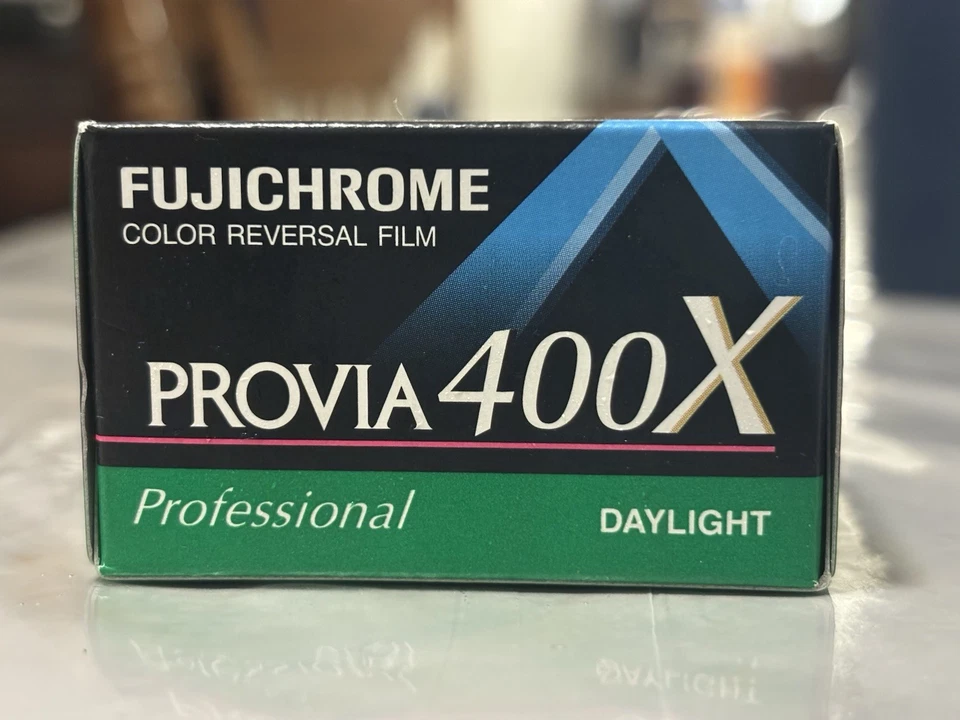 FUJICHROME
COLOR REVERSAL FILM
PROVIA 400X
Professional DAYLIGHT